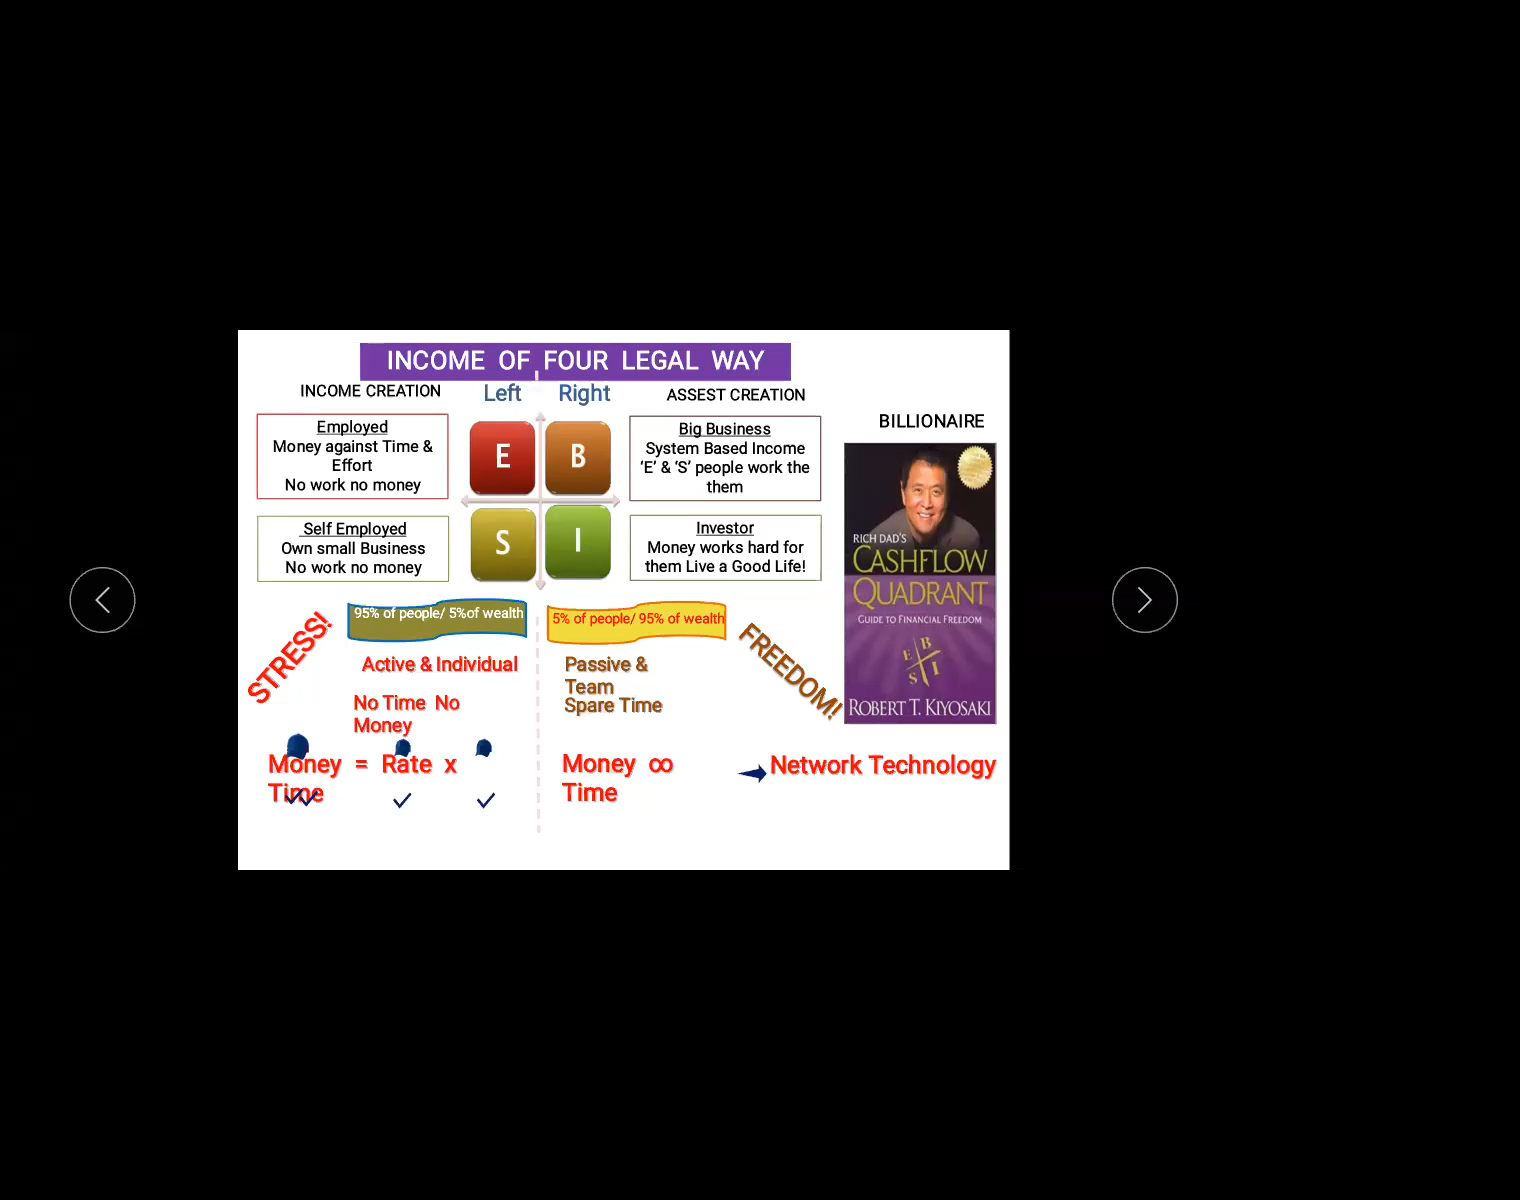 INCOME OF FOUR LEGAL WAY
INCOME CREATION
Left
Right
ASSEST CREATION
BILLIONAIRE
Employed
Money against Time &
Effort
No work no money
E
B
Big Business
System Based Income
‘E’ & ‘S’ people work the
them
Self Employed
Own small Business
No work no money
S
I
Investor
Money works hard for
them Live a Good Life!
RICH DAD'S
CASHFLOW
QUADRANT
GUIDE TO FINANCIAL FREEDOM
E B
S I
ROBERT T. KIYOSAKI
STRESS!
95% of people/ 5%of wealth
5% of people/ 95% of wealth
FREEDOM!
Active & Individual
No Time No
Money
Passive &
Team
Spare Time
Money = Rate x
Time
Money ∞
Time
Network Technology